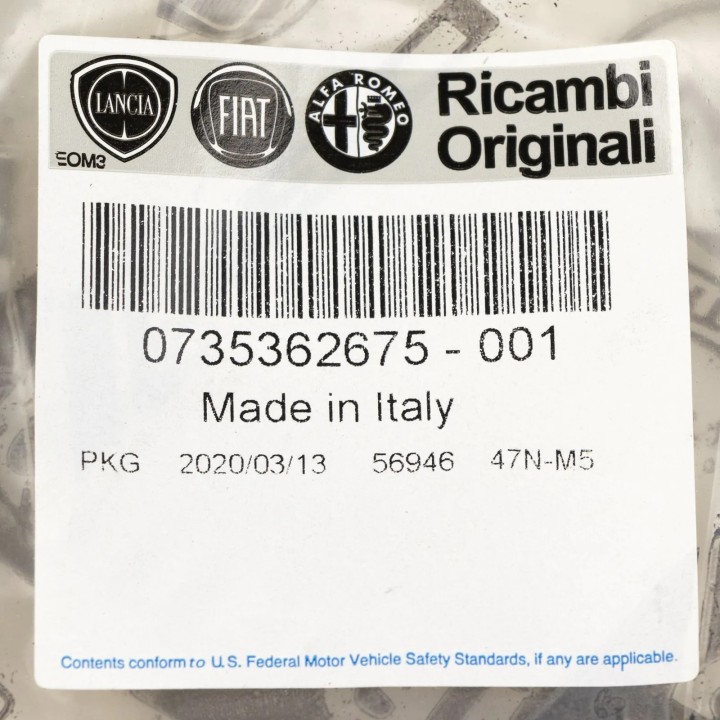 LANCIA
FIAT
ALFA ROMEO
Ricambi
Originali
EOM3
0735362675 - 001
Made in Italy
PKG 2020/03/13 56946 47N-M5
Contents conform to U.S. Federal Motor Vehicle Safety Standards, if any are applicable.